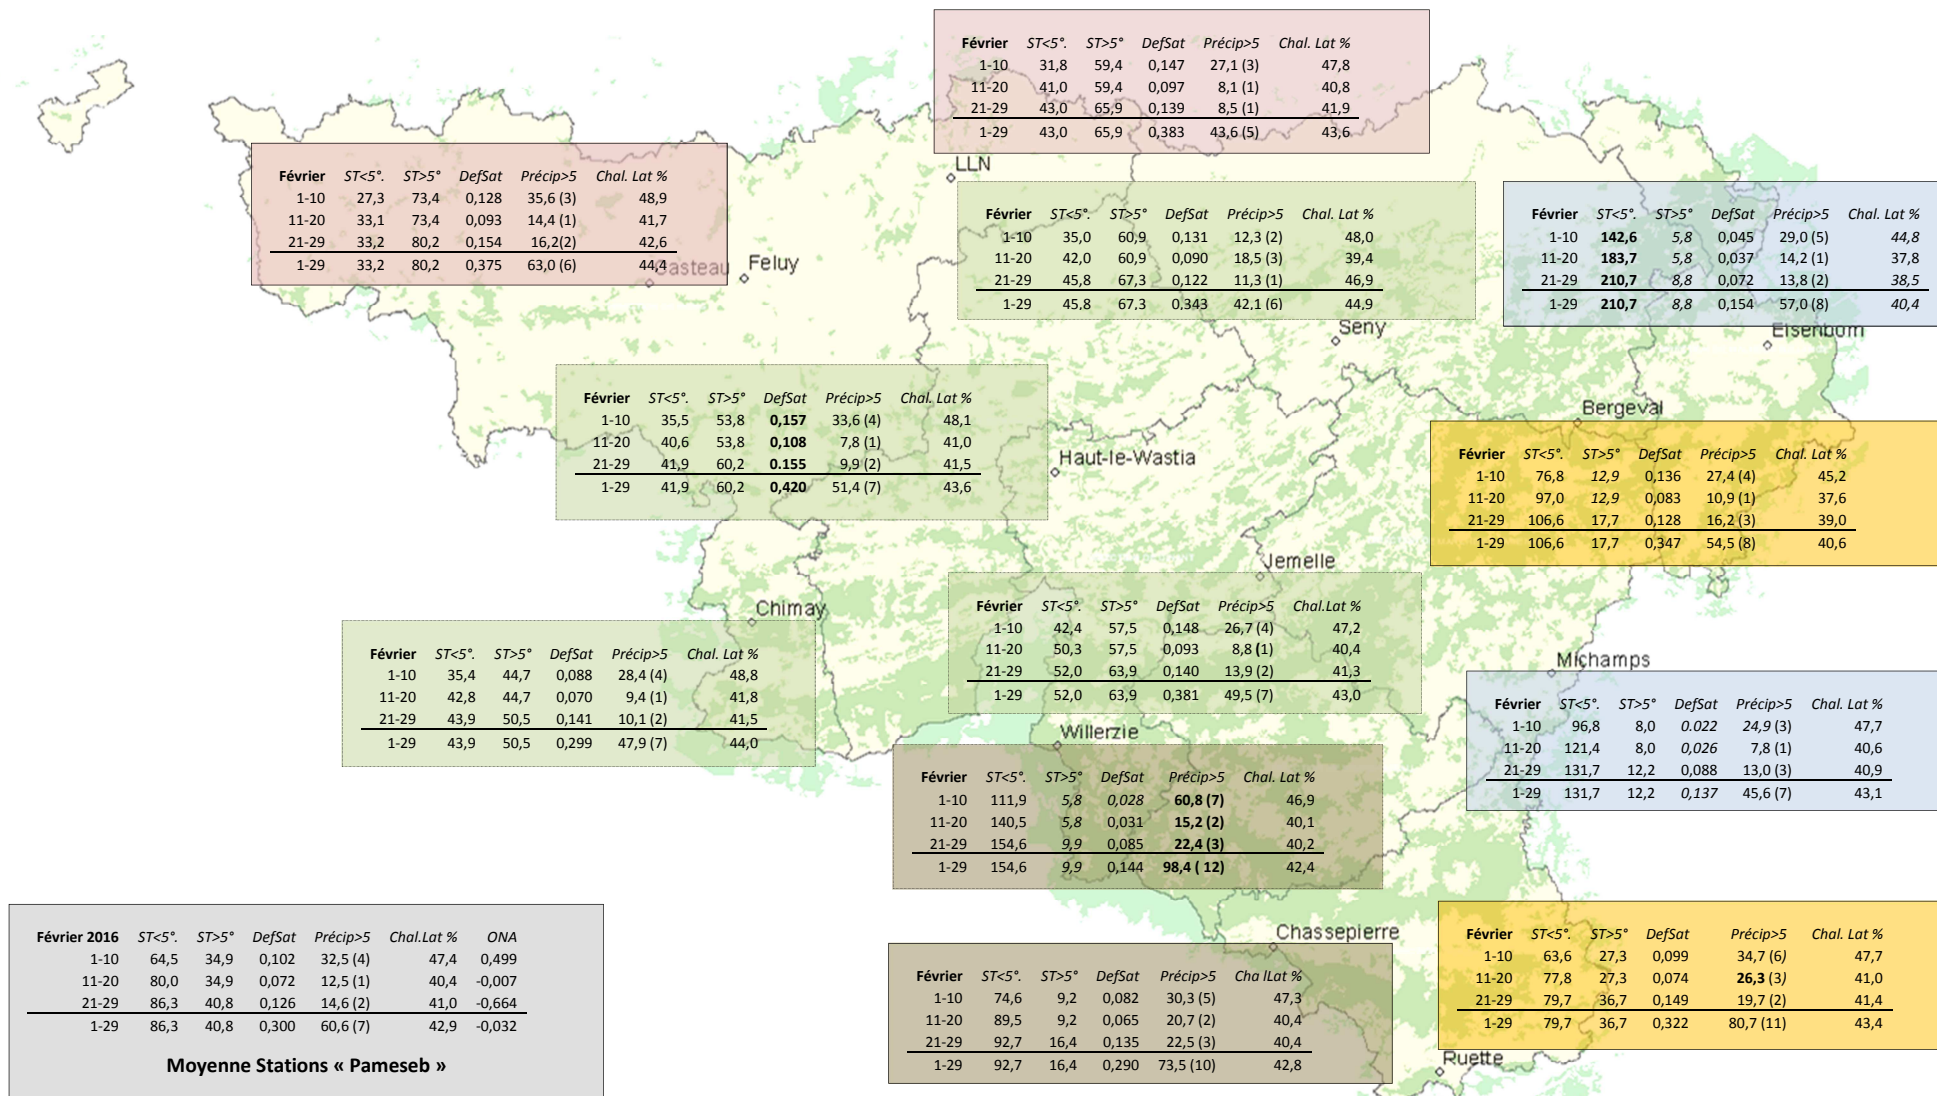 Février ST<5°. ST>5° DefSat Précip>5 Chal. Lat %
1-10 31,8 59,4 0,147 27,1 (3) 47,8
11-20 41,0 59,4 0,097 8,1 (1) 40,8
21-29 43,0 65,9 0,139 8,5 (1) 41,9
1-29 43,0 65,9 0,383 43,6 (5) 43,6
LLN
Février ST<5°. ST>5° DefSat Précip>5 Chal. Lat %
1-10 27,3 73,4 0,128 35,6 (3) 48,9
11-20 33,1 73,4 0,093 14,4 (1) 41,7
21-29 33,2 80,2 0,154 16,2(2) 42,6
1-29 33,2 80,2 0,375 63,0 (6) 44,4
Gasteau
Feluy
Février ST<5°. ST>5° DefSat Précip>5 Chal. Lat %
1-10 35,0 60,9 0,131 12,3 (2) 48,0
11-20 42,0 60,9 0,090 18,5 (3) 39,4
21-29 45,8 67,3 0,122 11,3 (1) 46,9
1-29 45,8 67,3 0,343 42,1 (6) 44,9
Seny
Février ST<5°. ST>5° DefSat Précip>5 Chal. Lat %
1-10 142,6 5,8 0,045 29,0 (5) 44,8
11-20 183,7 5,8 0,037 14,2 (1) 37,8
21-29 210,7 8,8 0,072 13,8 (2) 38,5
1-29 210,7 8,8 0,154 57,0 (8) 40,4
Elsenborn
Février ST<5°. ST>5° DefSat Précip>5 Chal. Lat %
1-10 35,5 53,8 0,157 33,6 (4) 48,1
11-20 40,6 53,8 0,108 7,8 (1) 41,0
21-29 41,9 60,2 0.155 9,9 (2) 41,5
1-29 41,9 60,2 0,420 51,4 (7) 43,6
Haut-le-Wastia
Bergeval
Février ST<5°. ST>5° DefSat Précip>5 Chal. Lat %
1-10 76,8 12,9 0,136 27,4 (4) 45,2
11-20 97,0 12,9 0,083 10,9 (1) 37,6
21-29 106,6 17,7 0,128 16,2 (3) 39,0
1-29 106,6 17,7 0,347 54,5 (8) 40,6
Jemelle
Février ST<5°. ST>5° DefSat Précip>5 Chal.Lat %
1-10 42,4 57,5 0,148 26,7 (4) 47,2
11-20 50,3 57,5 0,093 8,8 (1) 40,4
21-29 52,0 63,9 0,140 13,9 (2) 41,3
1-29 52,0 63,9 0,381 49,5 (7) 43,0
Chimay
Février ST<5°. ST>5° DefSat Précip>5 Chal. Lat %
1-10 35,4 44,7 0,088 28,4 (4) 48,8
11-20 42,8 44,7 0,070 9,4 (1) 41,8
21-29 43,9 50,5 0,141 10,1 (2) 41,5
1-29 43,9 50,5 0,299 47,9 (7) 44,0
Michamps
Février ST<5°. ST>5° DefSat Précip>5 Chal. Lat %
1-10 96,8 8,0 0.022 24,9 (3) 47,7
11-20 121,4 8,0 0,026 7,8 (1) 40,6
21-29 131,7 12,2 0,088 13,0 (3) 40,9
1-29 131,7 12,2 0,137 45,6 (7) 43,1
Willerzie
Février ST<5°. ST>5° DefSat Précip>5 Chal. Lat %
1-10 111,9 5,8 0,028 60,8 (7) 46,9
11-20 140,5 5,8 0,031 15,2 (2) 40,1
21-29 154,6 9,9 0,085 22,4 (3) 40,2
1-29 154,6 9,9 0,144 98,4 ( 12) 42,4
Février 2016 ST<5°. ST>5° DefSat Précip>5 Chal.Lat % ONA
1-10 64,5 34,9 0,102 32,5 (4) 47,4 0,499
11-20 80,0 34,9 0,072 12,5 (1) 40,4 -0,007
21-29 86,3 40,8 0,126 14,6 (2) 41,0 -0,664
1-29 86,3 40,8 0,300 60,6 (7) 42,9 -0,032
Moyenne Stations « Pameseb »
Chassepierre
Février ST<5°. ST>5° DefSat Précip>5 Cha lLat %
1-10 74,6 9,2 0,082 30,3 (5) 47,3
11-20 89,5 9,2 0,065 20,7 (2) 40,4
21-29 92,7 16,4 0,135 22,5 (3) 40,4
1-29 92,7 16,4 0,290 73,5 (10) 42,8
Février ST<5°. ST>5° DefSat Précip>5 Chal. Lat %
1-10 63,6 27,3 0,099 34,7 (6) 47,7
11-20 77,8 27,3 0,074 26,3 (3) 41,0
21-29 79,7 36,7 0,149 19,7 (2) 41,4
1-29 79,7 36,7 0,322 80,7 (11) 43,4
Ruette